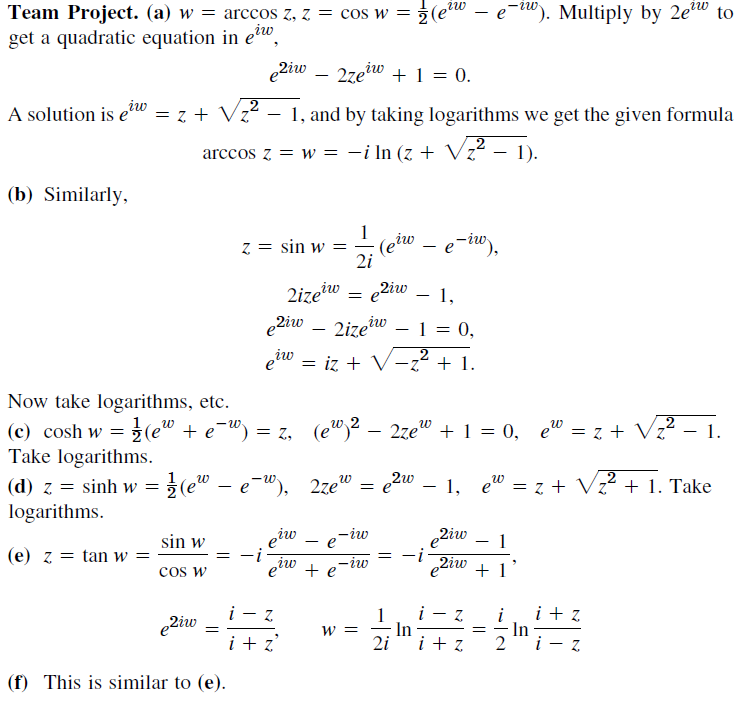 Team Project. (a) w = arccos z, z = cos w = ½(e^{iw} − e^{−iw}). Multiply by 2e^{iw} to
get a quadratic equation in e^{iw},
e^{2iw} − 2ze^{iw} + 1 = 0.
A solution is e^{iw} = z + √(z² − 1), and by taking logarithms we get the given formula
arccos z = w = −i ln (z + √(z² − 1)).
(b) Similarly,
z = sin w = 1/(2i) (e^{iw} − e^{−iw}),
2ize^{iw} = e^{2iw} − 1,
e^{2iw} − 2ize^{iw} − 1 = 0,
e^{iw} = iz + √(−z² + 1).
Now take logarithms, etc.
(c) cosh w = ½(e^w + e^{−w}) = z, (e^w)² − 2ze^w + 1 = 0, e^w = z + √(z² − 1).
Take logarithms.
(d) z = sinh w = ½(e^w − e^{−w}), 2ze^w = e^{2w} − 1, e^w = z + √(z² + 1). Take
logarithms.
(e) z = tan w = (sin w)/(cos w) = −i (e^{iw} − e^{−iw})/(e^{iw} + e^{−iw}) = −i (e^{2iw} − 1)/(e^{2iw} + 1),
e^{2iw} = (i − z)/(i + z), w = 1/(2i) ln (i − z)/(i + z) = i/2 ln (i + z)/(i − z)
(f) This is similar to (e).